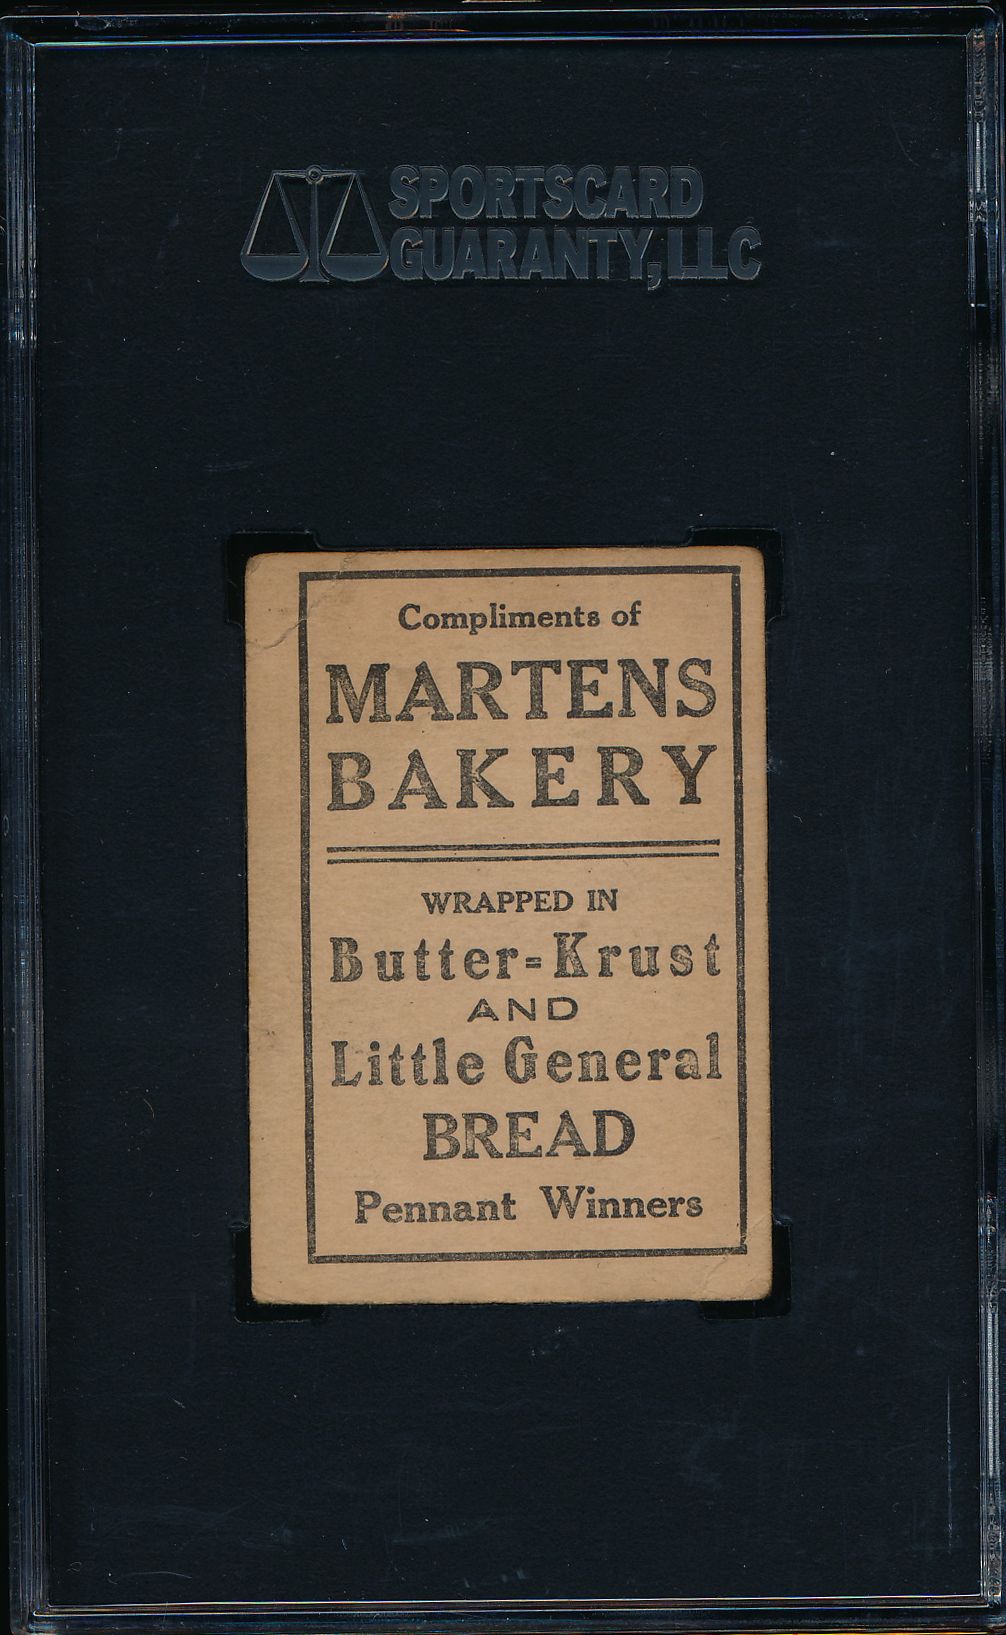 SPORTSCARD
GUARANTY, LLC
Compliments of
MARTENS
BAKERY
WRAPPED IN
Butter=Krust
AND
Little General
BREAD
Pennant Winners